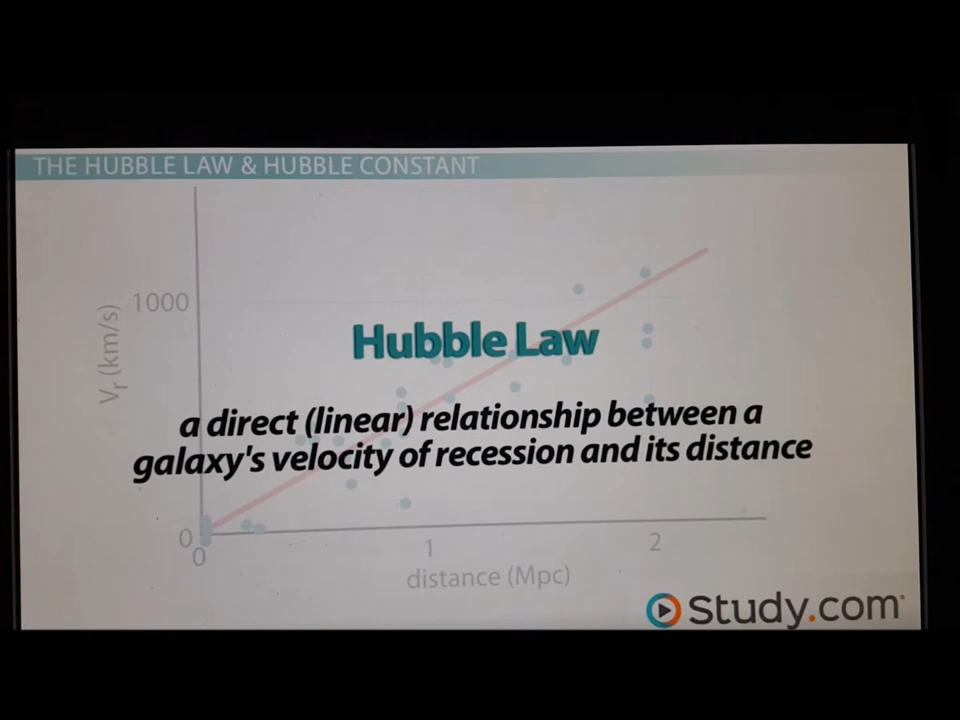 THE HUBBLE LAW & HUBBLE CONSTANT
1000
Vr (km/s)
Hubble Law
a direct (linear) relationship between a
galaxy's velocity of recession and its distance
0
0
1
2
distance (Mpc)
Study.com